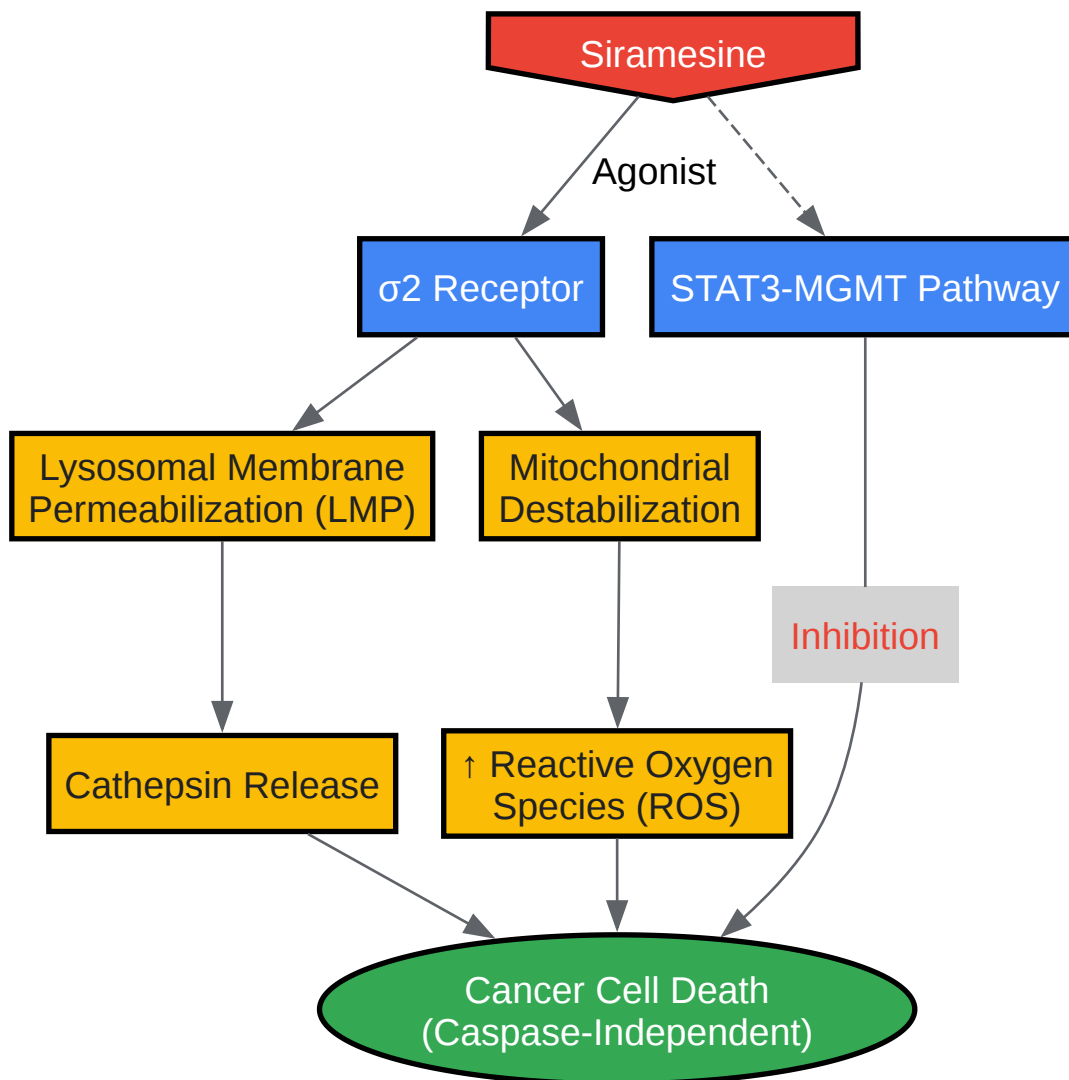 Siramesine
Agonist
σ2 Receptor
STAT3-MGMT Pathway
Lysosomal Membrane
Permeabilization (LMP)
Mitochondrial
Destabilization
Inhibition
Cathepsin Release
↑ Reactive Oxygen
Species (ROS)
Cancer Cell Death
(Caspase-Independent)